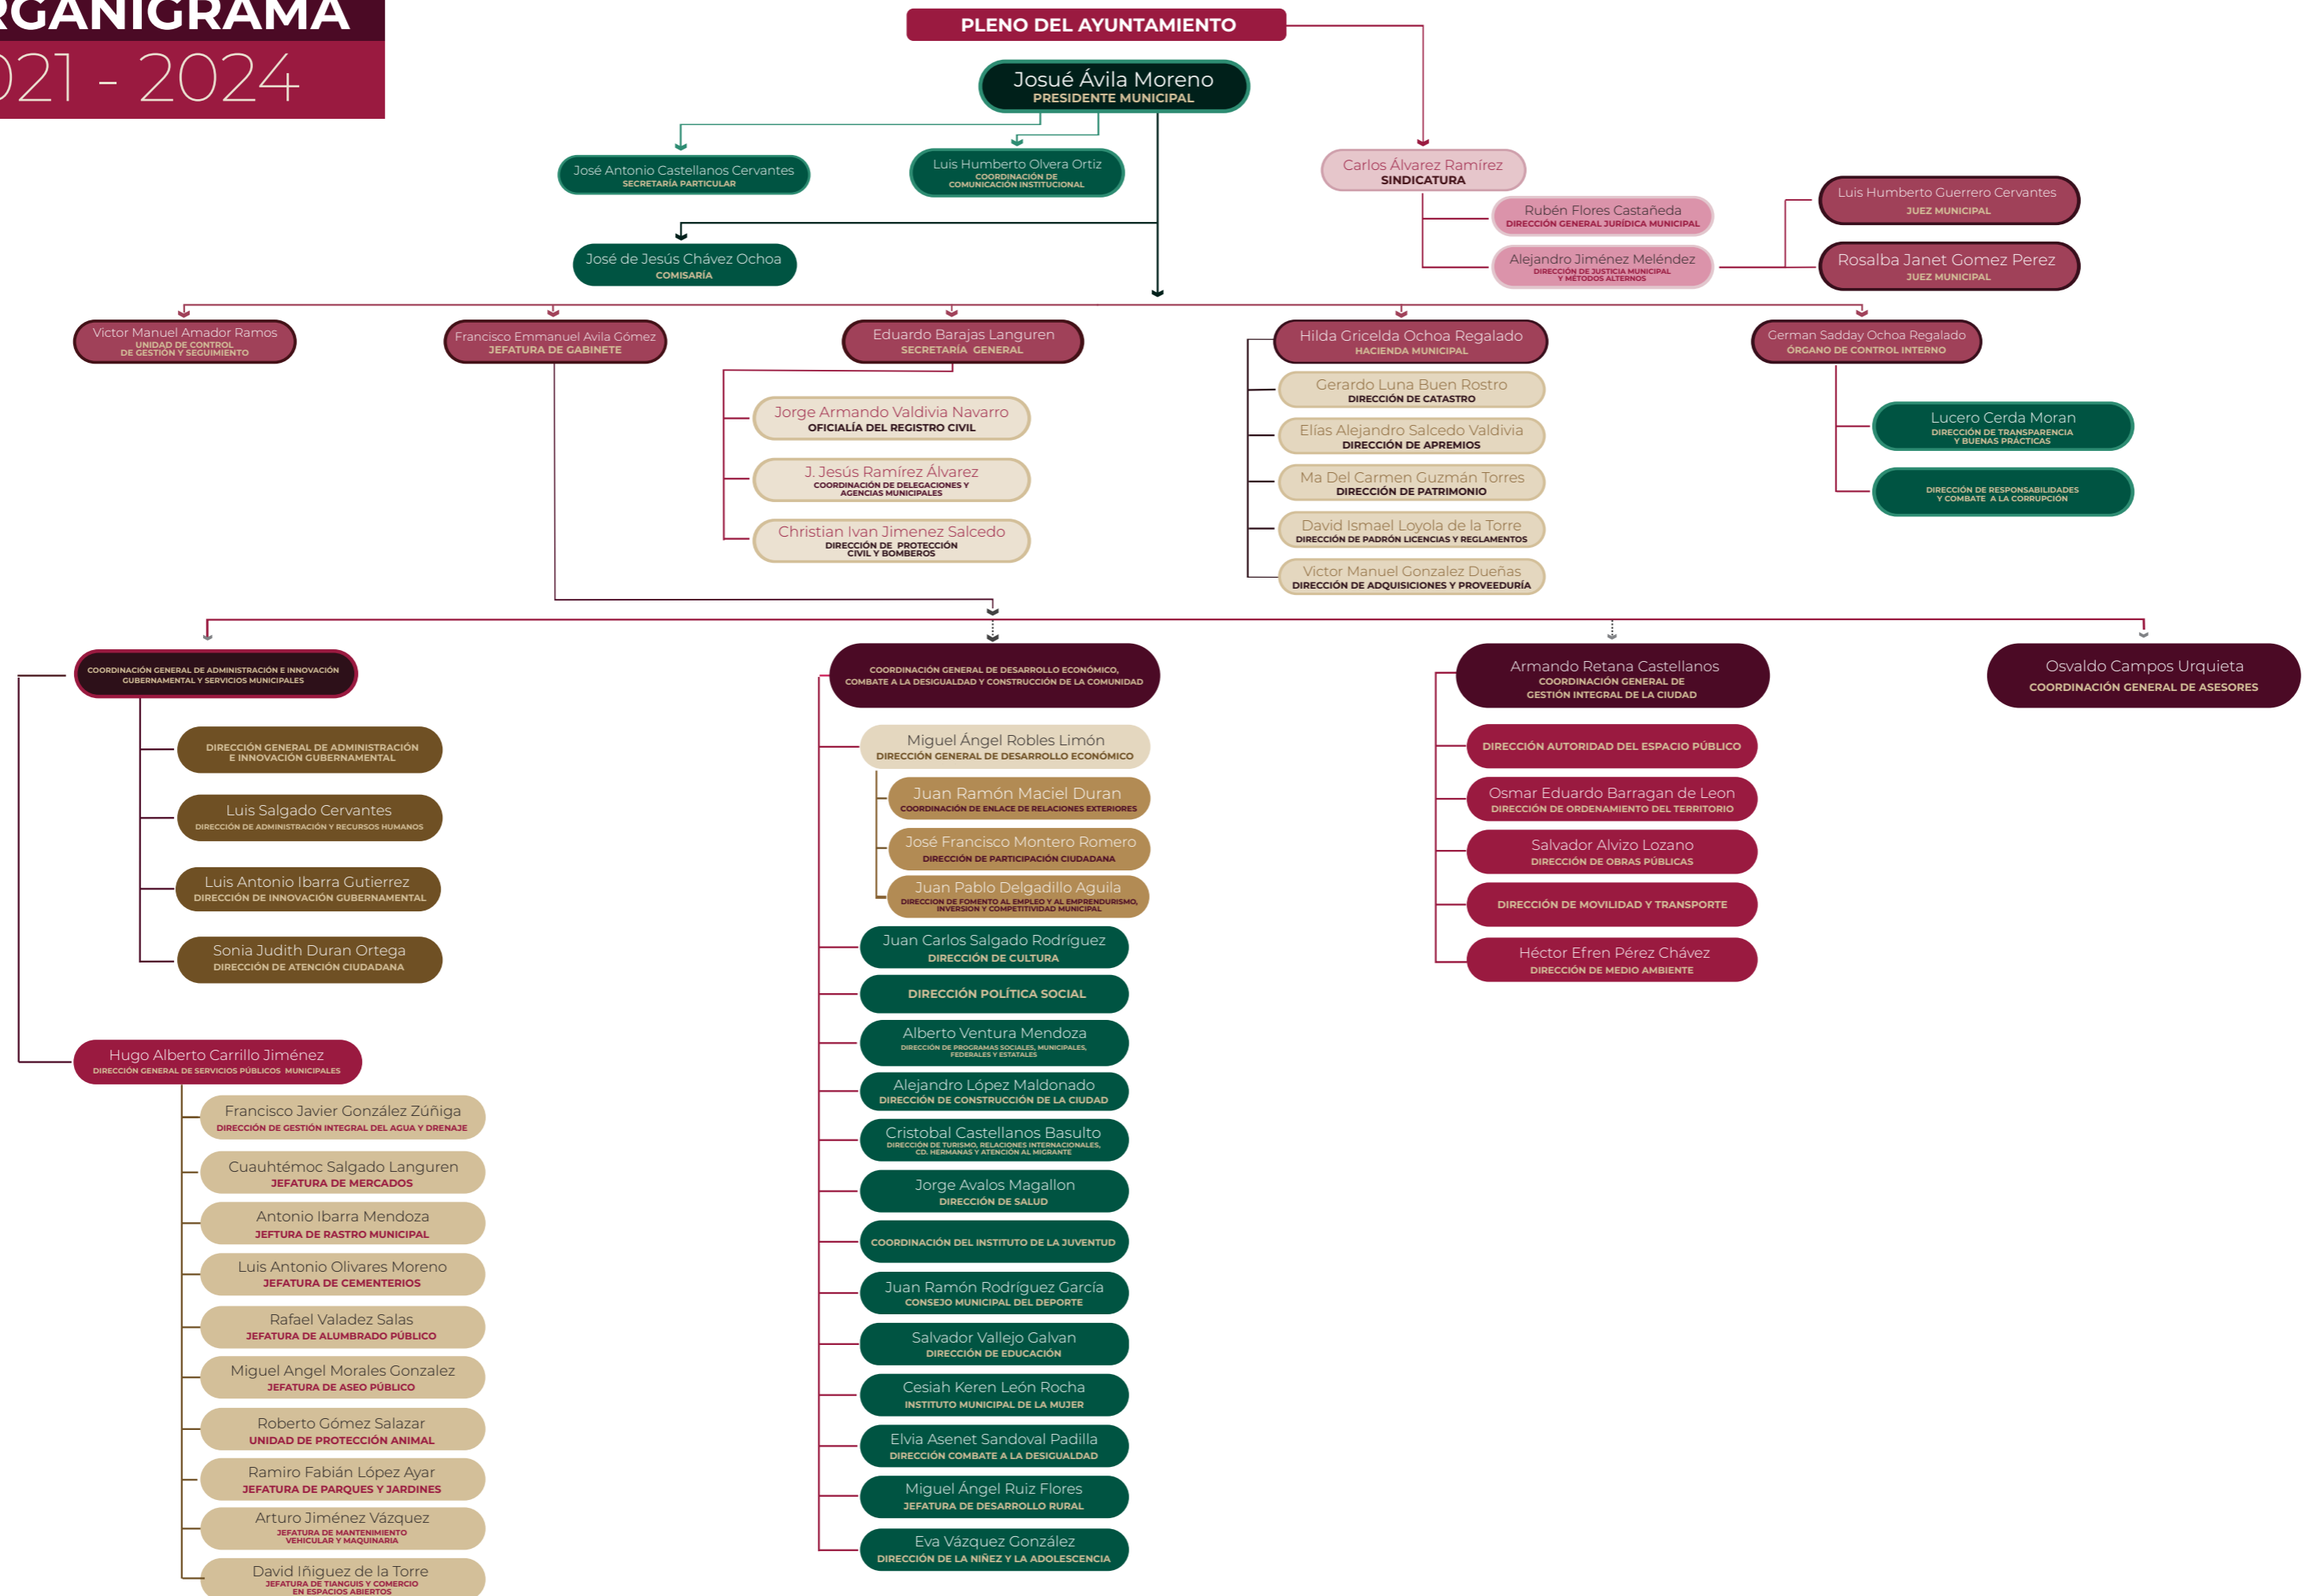 RGANIGRAMA
021 - 2024
PLENO DEL AYUNTAMIENTO
Josué Ávila Moreno
PRESIDENTE MUNICIPAL
José Antonio Castellanos Cervantes
SECRETARÍA PARTICULAR
Luis Humberto Olvera Ortiz
COORDINACIÓN DE
COMUNICACIÓN INSTITUCIONAL
Carlos Álvarez Ramírez
SINDICATURA
Rubén Flores Castañeda
DIRECCIÓN GENERAL JURÍDICA MUNICIPAL
Alejandro Jiménez Meléndez
DIRECCIÓN DE JUSTICIA MUNICIPAL
Y MÉTODOS ALTERNOS
Luis Humberto Guerrero Cervantes
JUEZ MUNICIPAL
Rosalba Janet Gomez Perez
JUEZ MUNICIPAL
José de Jesús Chávez Ochoa
COMISARÍA
Victor Manuel Amador Ramos
UNIDAD DE CONTROL
DE GESTIÓN Y SEGUIMIENTO
Francisco Emmanuel Avila Gómez
JEFATURA DE GABINETE
Eduardo Barajas Languren
SECRETARÍA GENERAL
Jorge Armando Valdivia Navarro
OFICIALÍA DEL REGISTRO CIVIL
J. Jesús Ramírez Álvarez
COORDINACIÓN DE DELEGACIONES Y
AGENCIAS MUNICIPALES
Christian Ivan Jimenez Salcedo
DIRECCIÓN DE PROTECCIÓN
CIVIL Y BOMBEROS
Hilda Gricelda Ochoa Regalado
HACIENDA MUNICIPAL
Gerardo Luna Buen Rostro
DIRECCIÓN DE CATASTRO
Elías Alejandro Salcedo Valdivia
DIRECCIÓN DE APREMIOS
Ma Del Carmen Guzmán Torres
DIRECCIÓN DE PATRIMONIO
David Ismael Loyola de la Torre
DIRECCIÓN DE PADRÓN LICENCIAS Y REGLAMENTOS
Victor Manuel Gonzalez Dueñas
DIRECCIÓN DE ADQUISICIONES Y PROVEEDURÍA
German Sadday Ochoa Regalado
ÓRGANO DE CONTROL INTERNO
Lucero Cerda Moran
DIRECCIÓN DE TRANSPARENCIA
Y BUENAS PRÁCTICAS
DIRECCIÓN DE RESPONSABILIDADES
Y COMBATE A LA CORRUPCIÓN
COORDINACIÓN GENERAL DE ADMINISTRACIÓN E INNOVACIÓN
GUBERNAMENTAL Y SERVICIOS MUNICIPALES
DIRECCIÓN GENERAL DE ADMINISTRACIÓN
E INNOVACIÓN GUBERNAMENTAL
Luis Salgado Cervantes
DIRECCIÓN DE ADMINISTRACIÓN Y RECURSOS HUMANOS
Luis Antonio Ibarra Gutierrez
DIRECCIÓN DE INNOVACIÓN GUBERNAMENTAL
Sonia Judith Duran Ortega
DIRECCIÓN DE ATENCIÓN CIUDADANA
Hugo Alberto Carrillo Jiménez
DIRECCIÓN GENERAL DE SERVICIOS PÚBLICOS MUNICIPALES
Francisco Javier González Zúñiga
DIRECCIÓN DE GESTIÓN INTEGRAL DEL AGUA Y DRENAJE
Cuauhtémoc Salgado Languren
JEFATURA DE MERCADOS
Antonio Ibarra Mendoza
JEFTURA DE RASTRO MUNICIPAL
Luis Antonio Olivares Moreno
JEFATURA DE CEMENTERIOS
Rafael Valadez Salas
JEFATURA DE ALUMBRADO PÚBLICO
Miguel Angel Morales Gonzalez
JEFATURA DE ASEO PÚBLICO
Roberto Gómez Salazar
UNIDAD DE PROTECCIÓN ANIMAL
Ramiro Fabián López Ayar
JEFATURA DE PARQUES Y JARDINES
Arturo Jiménez Vázquez
JEFATURA DE MANTENIMIENTO
VEHICULAR Y MAQUINARIA
David Iñiguez de la Torre
JEFATURA DE TIANGUIS Y COMERCIO
EN ESPACIOS ABIERTOS
COORDINACIÓN GENERAL DE DESARROLLO ECONÓMICO,
COMBATE A LA DESIGUALDAD Y CONSTRUCCIÓN DE LA COMUNIDAD
Miguel Ángel Robles Limón
DIRECCIÓN GENERAL DE DESARROLLO ECONÓMICO
Juan Ramón Maciel Duran
COORDINACIÓN DE ENLACE DE RELACIONES EXTERIORES
José Francisco Montero Romero
DIRECCIÓN DE PARTICIPACIÓN CIUDADANA
Juan Pablo Delgadillo Aguila
DIRECCION DE FOMENTO AL EMPLEO Y AL EMPRENDURISMO,
INVERSION Y COMPETITIVIDAD MUNICIPAL
Juan Carlos Salgado Rodríguez
DIRECCIÓN DE CULTURA
DIRECCIÓN POLÍTICA SOCIAL
Alberto Ventura Mendoza
DIRECCIÓN DE PROGRAMAS SOCIALES, MUNICIPALES,
FEDERALES Y ESTATALES
Alejandro López Maldonado
DIRECCIÓN DE CONSTRUCCIÓN DE LA CIUDAD
Cristobal Castellanos Basulto
DIRECCIÓN DE TURISMO, RELACIONES INTERNACIONALES,
CD. HERMANAS Y ATENCIÓN AL MIGRANTE
Jorge Avalos Magallon
DIRECCIÓN DE SALUD
COORDINACIÓN DEL INSTITUTO DE LA JUVENTUD
Juan Ramón Rodríguez García
CONSEJO MUNICIPAL DEL DEPORTE
Salvador Vallejo Galvan
DIRECCIÓN DE EDUCACIÓN
Cesiah Keren León Rocha
INSTITUTO MUNICIPAL DE LA MUJER
Elvia Asenet Sandoval Padilla
DIRECCIÓN COMBATE A LA DESIGUALDAD
Miguel Ángel Ruiz Flores
JEFATURA DE DESARROLLO RURAL
Eva Vázquez González
DIRECCIÓN DE LA NIÑEZ Y LA ADOLESCENCIA
Armando Retana Castellanos
COORDINACIÓN GENERAL DE
GESTIÓN INTEGRAL DE LA CIUDAD
DIRECCIÓN AUTORIDAD DEL ESPACIO PÚBLICO
Osmar Eduardo Barragan de Leon
DIRECCIÓN DE ORDENAMIENTO DEL TERRITORIO
Salvador Alvizo Lozano
DIRECCIÓN DE OBRAS PÚBLICAS
DIRECCIÓN DE MOVILIDAD Y TRANSPORTE
Héctor Efren Pérez Chávez
DIRECCIÓN DE MEDIO AMBIENTE
Osvaldo Campos Urquieta
COORDINACIÓN GENERAL DE ASESORES